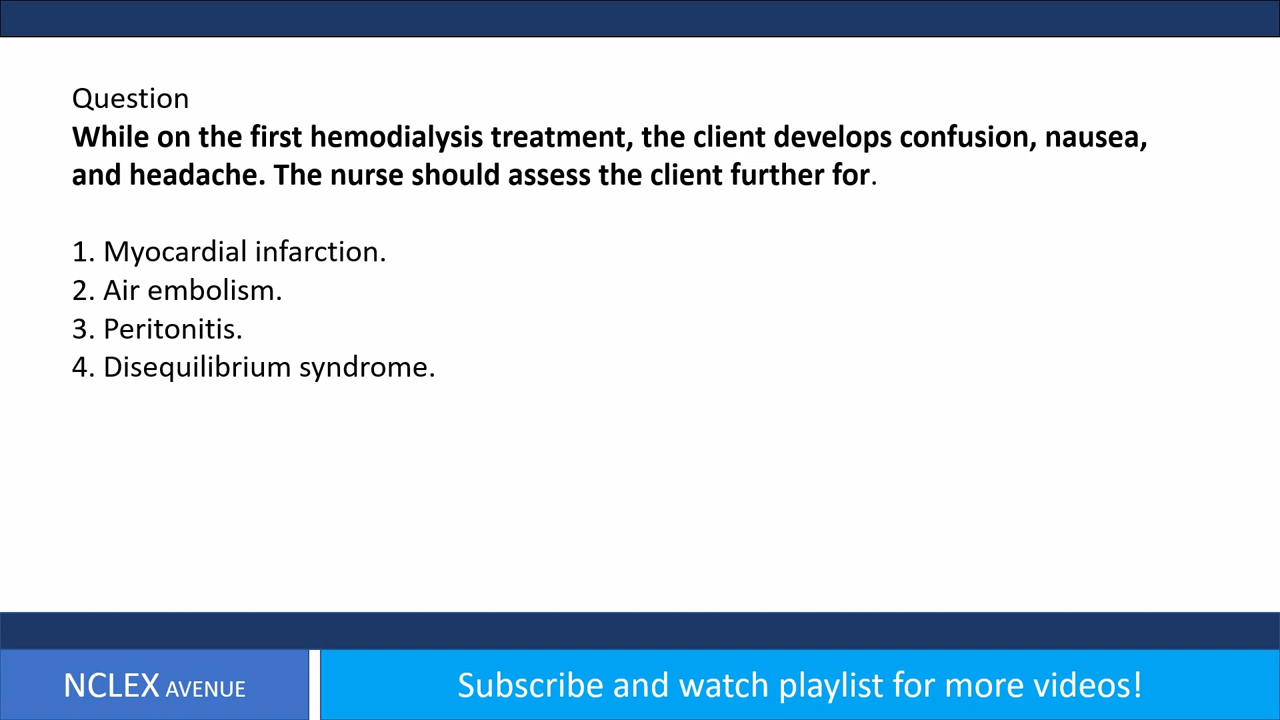 Question
While on the first hemodialysis treatment, the client develops confusion, nausea,
and headache. The nurse should assess the client further for.
1. Myocardial infarction.
2. Air embolism.
3. Peritonitis.
4. Disequilibrium syndrome.
NCLEX AVENUE
Subscribe and watch playlist for more videos!